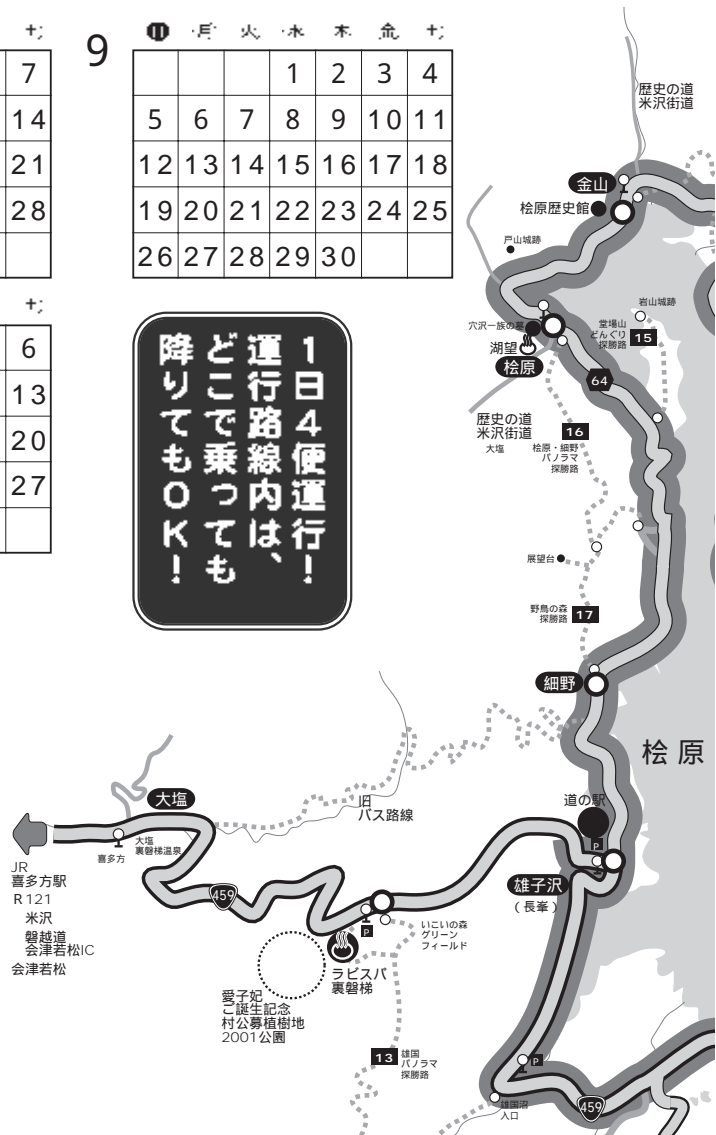 7
14
21
28
6
13
20
27
9
日 月 火 水 木 金 土
1 2 3 4
5 6 7 8 9 10 11
12 13 14 15 16 17 18
19 20 21 22 23 24 25
26 27 28 29 30
1日4便運行!
運行路線内は、
どこで乗っても
降りてもOK!
歴史の道
米沢街道
金山
桧原歴史館
戸山城跡
岩山城跡
穴沢一族の墓
湖望
桧原
堂場山
どんぐり
探勝路
15
64
歴史の道
米沢街道
大塩
16
桧原・細野
パノラマ
探勝路
展望台
野鳥の森
探勝路
17
細野
桧原
道の駅
P
雄子沢
(長峯)
大塩
旧
バス路線
喜多方
大塩
裏磐梯温泉
459
JR
喜多方駅
R121
米沢
磐越道
会津若松IC
会津若松
P
いこいの森
グリーン
フィールド
ラビスパ
裏磐梯
愛子妃
ご誕生記念
村公募植樹地
2001公園
13
雄国
パノラマ
探勝路
P
雄国沼
入口
459